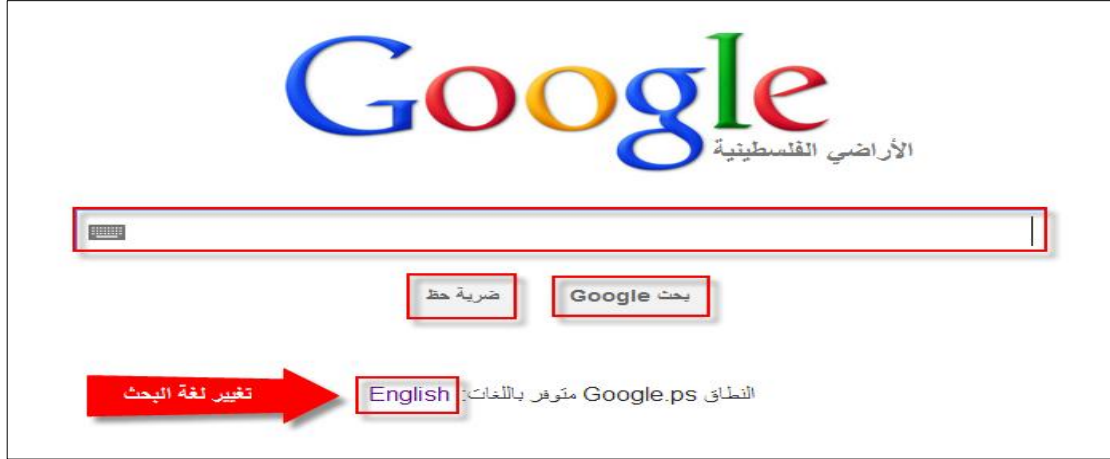 Google
الأراضي الفلسطينية
بحث Google
ضربة حظ
النطاق Google.ps متوفر باللغات: English
تغيير لغة البحث